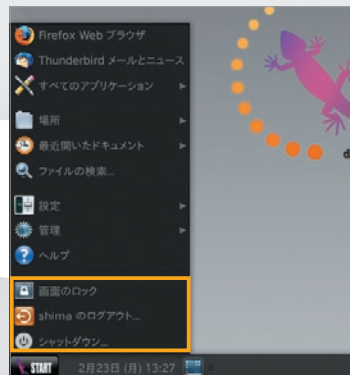 Firefox Web ブラウザ
Thunderbird メールとニュース
すべてのアプリケーション
場所
最近開いたドキュメント
ファイルの検索...
設定
管理
ヘルプ
画面のロック
shima のログアウト...
シャットダウン...
START 2月23日 (月) 13:27
d